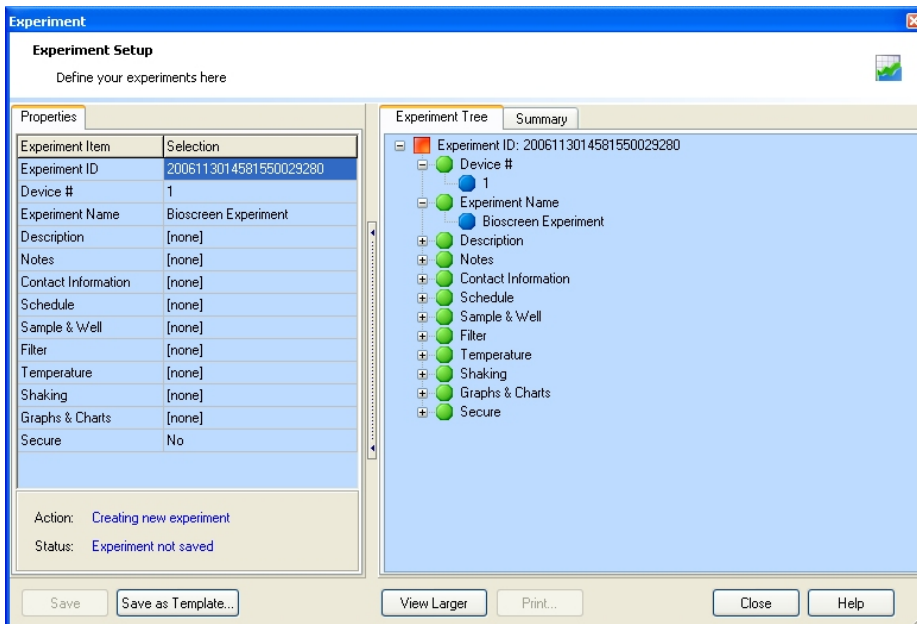 Experiment
Experiment Setup
Define your experiments here
Properties
Experiment Item Selection
Experiment ID 2006113014581550029280
Device # 1
Experiment Name Bioscreen Experiment
Description [none]
Notes [none]
Contact Information [none]
Schedule [none]
Sample & Well [none]
Filter [none]
Temperature [none]
Shaking [none]
Graphs & Charts [none]
Secure No
Action: Creating new experiment
Status: Experiment not saved
Experiment Tree Summary
Experiment ID: 2006113014581550029280
Device #
1
Experiment Name
Bioscreen Experiment
Description
Notes
Contact Information
Schedule
Sample & Well
Filter
Temperature
Shaking
Graphs & Charts
Secure
Save Save as Template... View Larger Print... Close Help